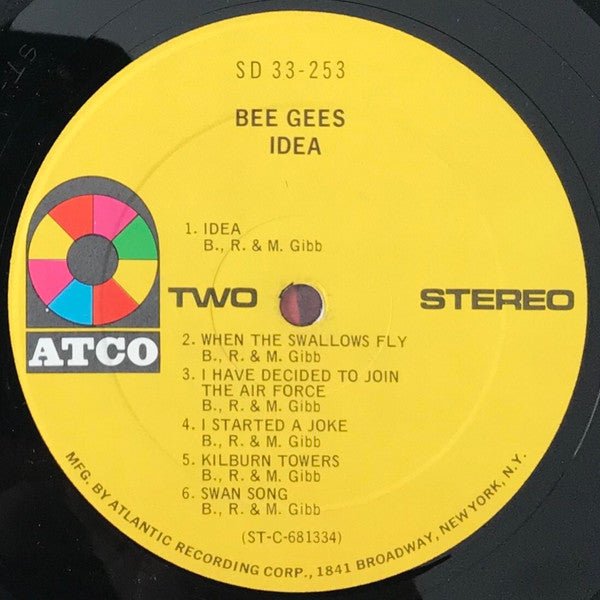 SD 33-253
BEE GEES
IDEA
1. IDEA
B., R. & M. Gibb
ATCO
TWO
STEREO
2. WHEN THE SWALLOWS FLY
B., R. & M. Gibb
3. I HAVE DECIDED TO JOIN
THE AIR FORCE
B., R. & M. Gibb
4. I STARTED A JOKE
B., R. & M. Gibb
5. KILBURN TOWERS
B., R. & M. Gibb
6. SWAN SONG
B., R. & M. Gibb
(ST-C-681334)
MFG. BY ATLANTIC RECORDING CORP., 1841 BROADWAY, NEW YORK, N.Y.